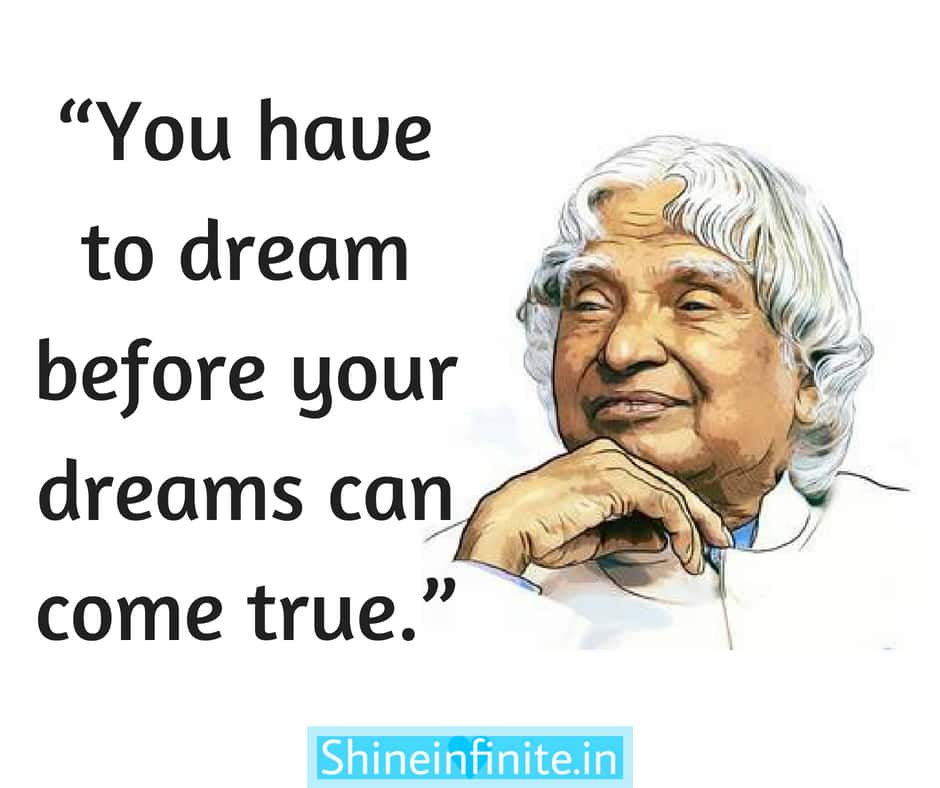 “You have
to dream
before your
dreams can
come true.”
Shineinfinite.in